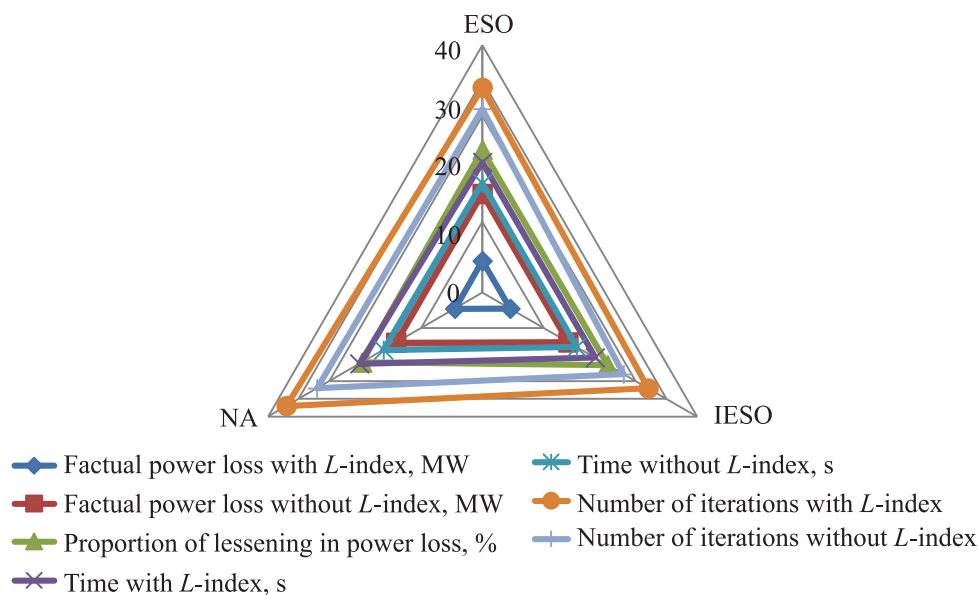 ESO
40
30
20
10
0
NA
IESO
Factual power loss with L-index, MW
Factual power loss without L-index, MW
Proportion of lessening in power loss, %
Time with L-index, s
Time without L-index, s
Number of iterations with L-index
Number of iterations without L-index